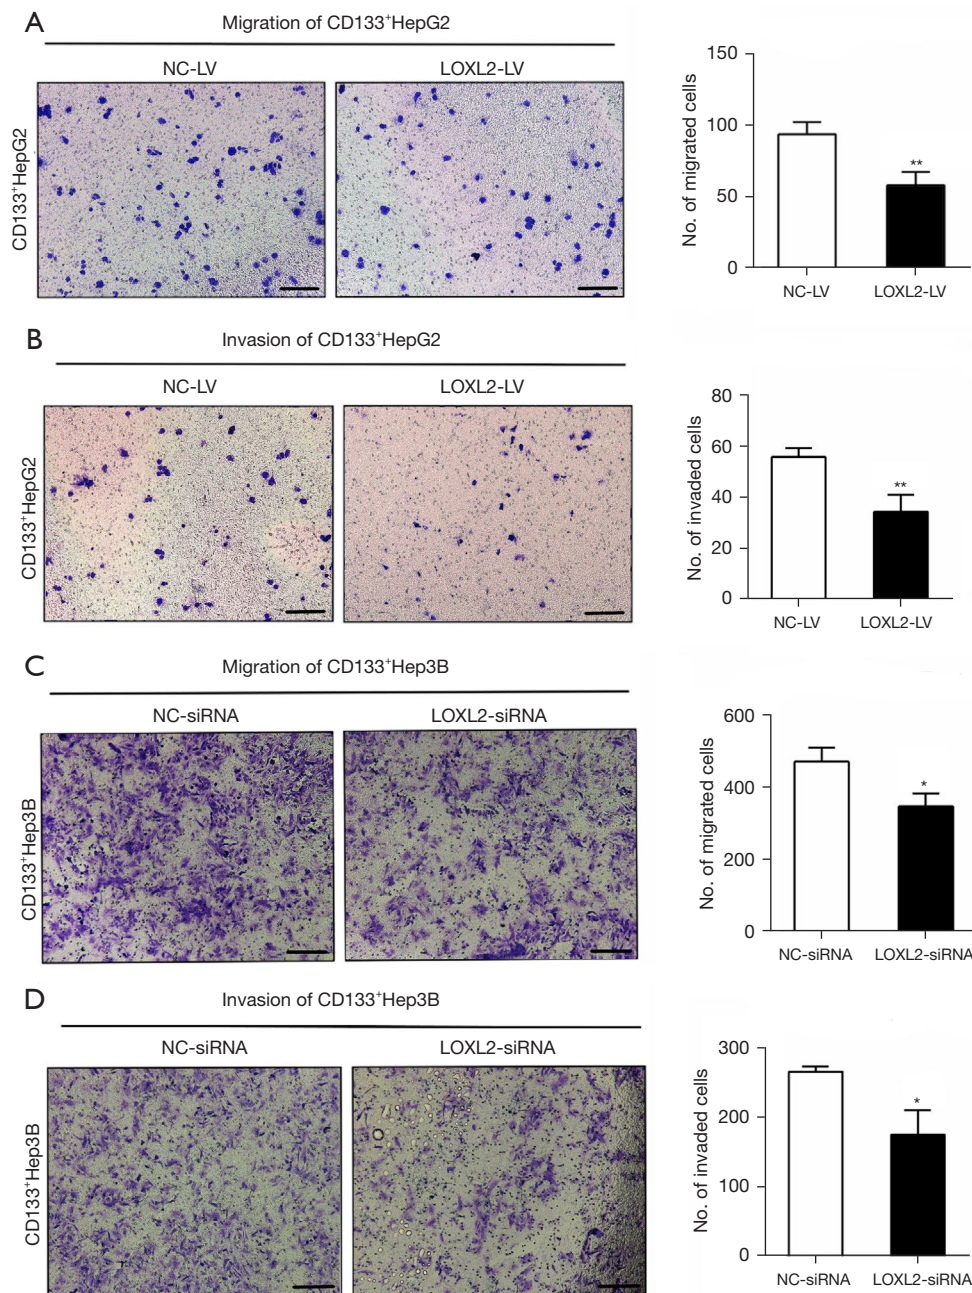 A
Migration of CD133⁺HepG2
NC-LV
LOXL2-LV
CD133⁺HepG2
No. of migrated cells
150
100
50
0
**
NC-LV
LOXL2-LV
B
Invasion of CD133⁺HepG2
NC-LV
LOXL2-LV
CD133⁺HepG2
No. of invaded cells
80
60
40
20
0
**
NC-LV
LOXL2-LV
C
Migration of CD133⁺Hep3B
NC-siRNA
LOXL2-siRNA
CD133⁺Hep3B
No. of migrated cells
600
400
200
0
*
NC-siRNA
LOXL2-siRNA
D
Invasion of CD133⁺Hep3B
NC-siRNA
LOXL2-siRNA
CD133⁺Hep3B
No. of invaded cells
300
200
100
0
*
NC-siRNA
LOXL2-siRNA